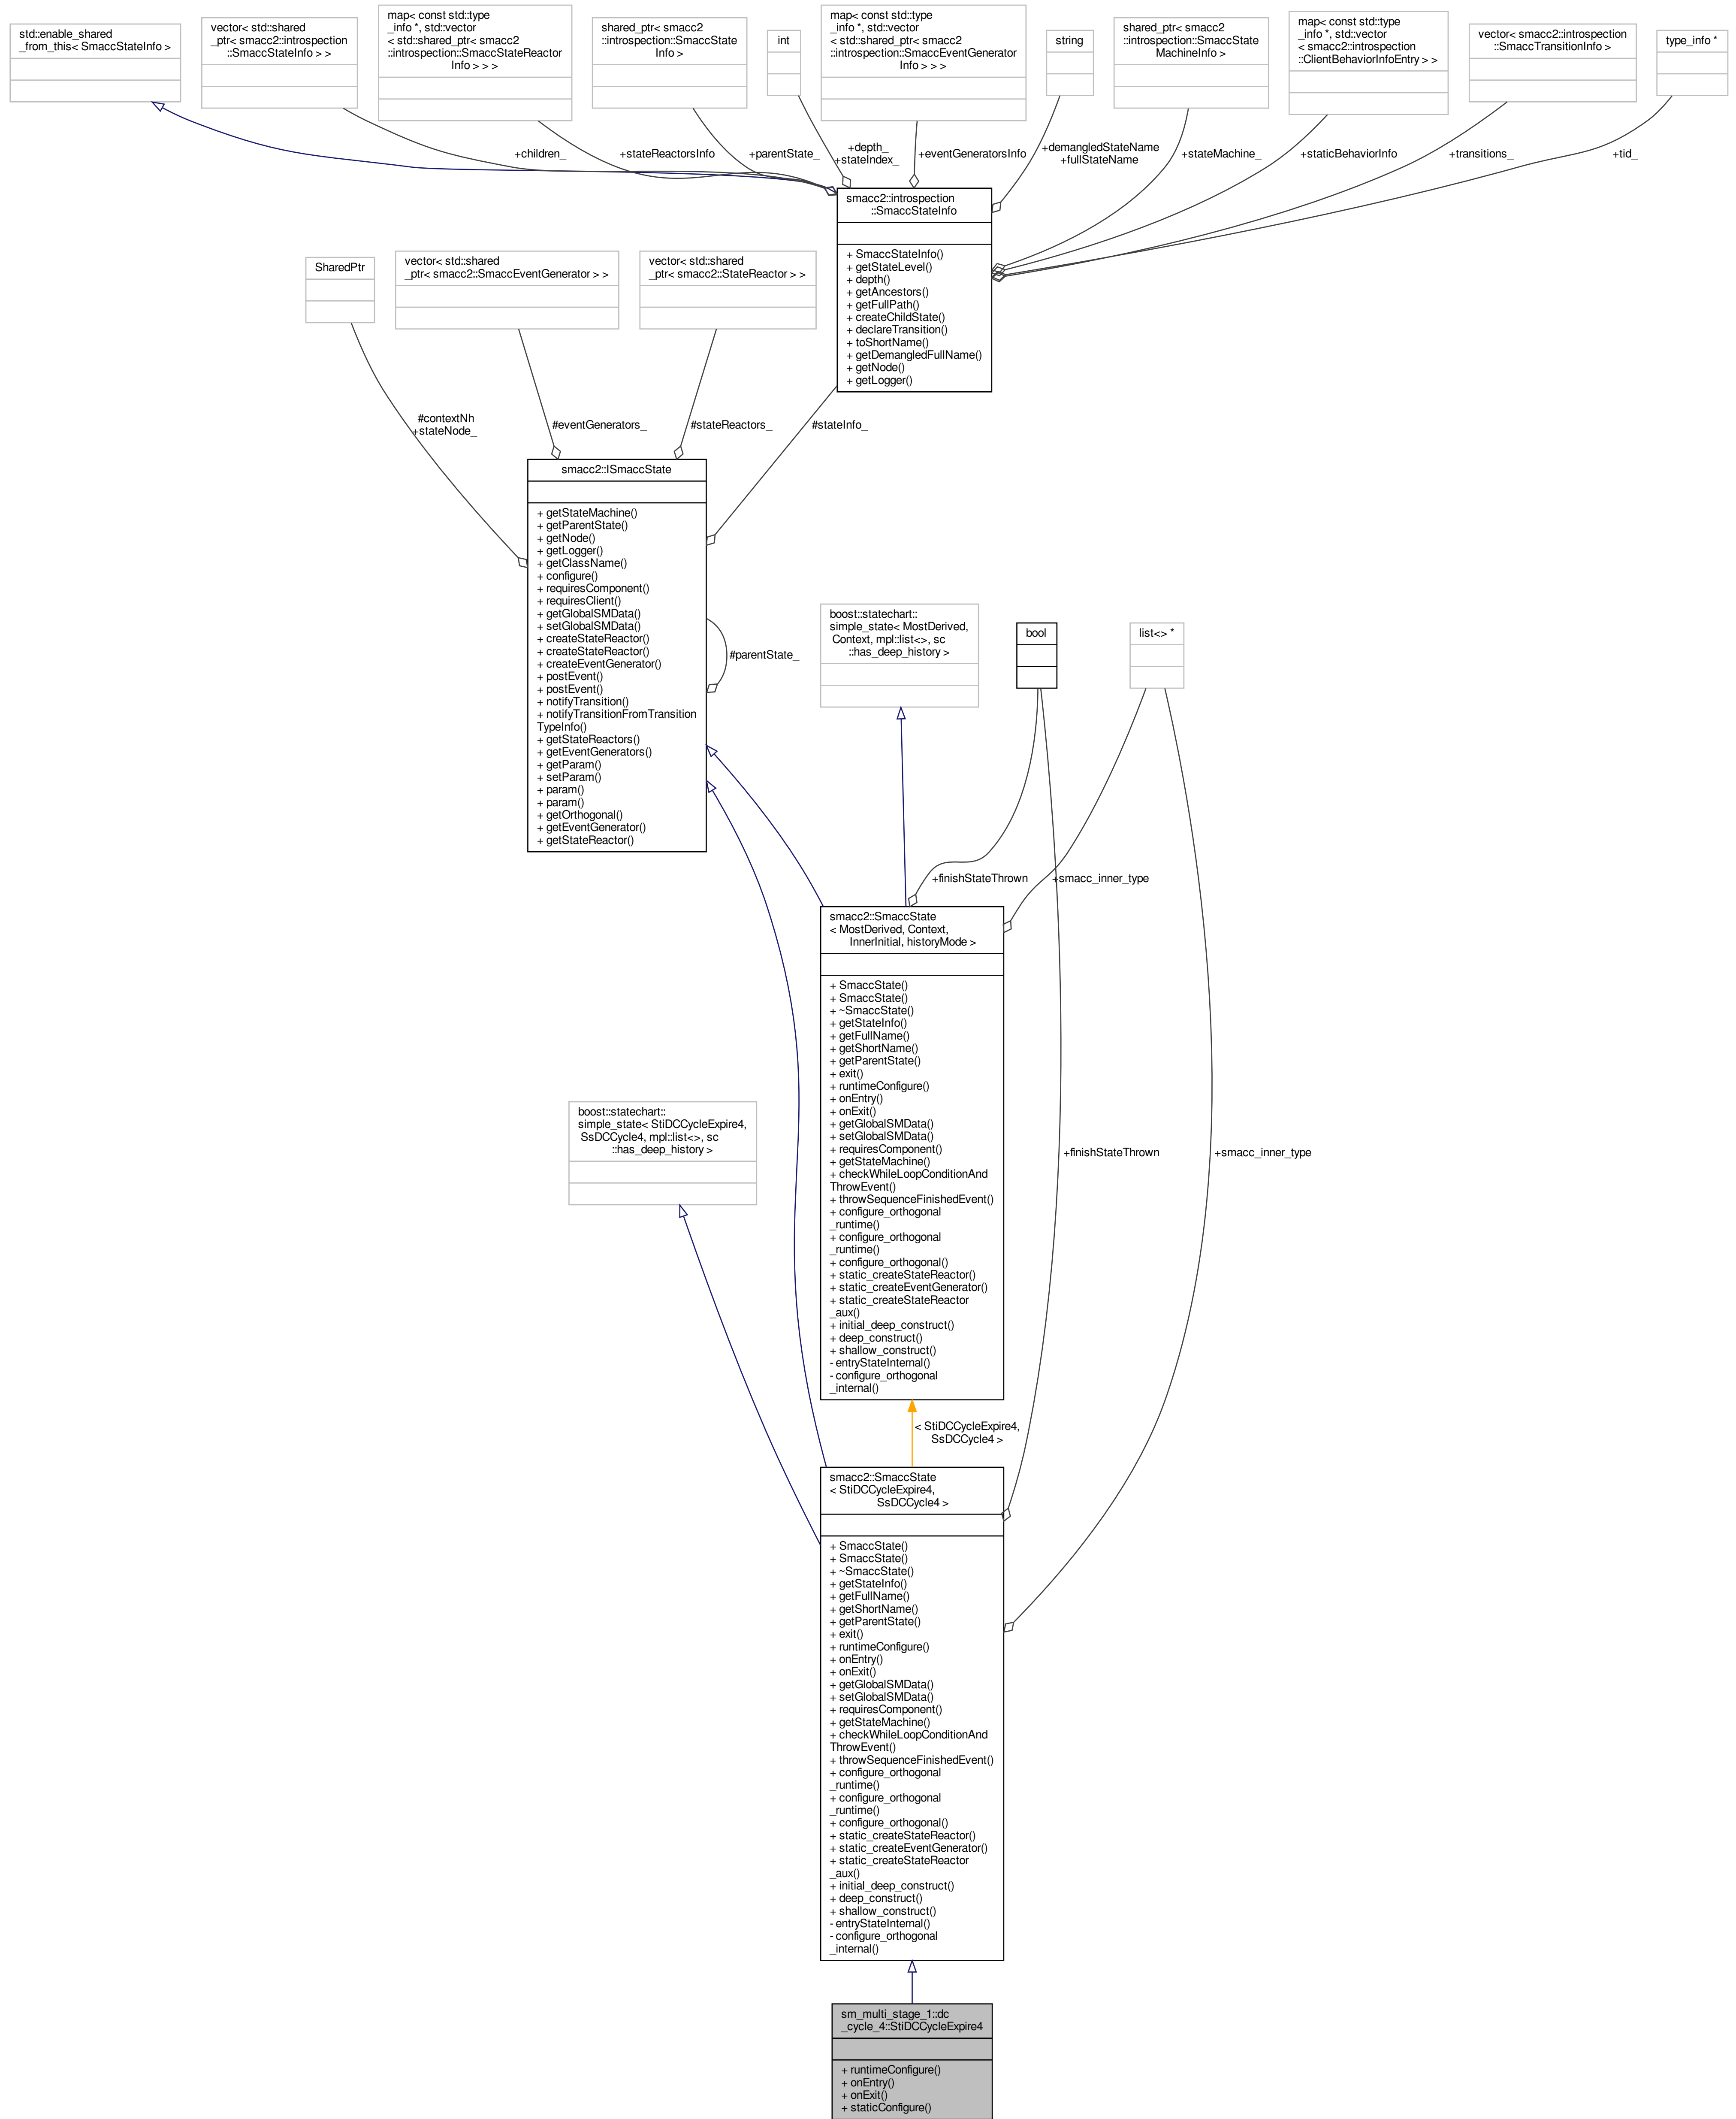 std::enable_shared
_from_this< SmaccStateInfo >
vector< std::shared
_ptr< smacc2::introspection
::SmaccStateInfo > >
map< const std::type
_info *, std::vector
< std::shared_ptr< smacc2
::introspection::SmaccStateReactor
Info > > >
shared_ptr< smacc2
::introspection::SmaccState
Info >
int
map< const std::type
_info *, std::vector
< std::shared_ptr< smacc2
::introspection::SmaccEventGenerator
Info > > >
string
shared_ptr< smacc2
::introspection::SmaccState
MachineInfo >
map< const std::type
_info *, std::vector
< smacc2::introspection
::ClientBehaviorInfoEntry > >
vector< smacc2::introspection
::SmaccTransitionInfo >
type_info *
+children_
+stateReactorsInfo
+parentState_
+depth_
+stateIndex_
+eventGeneratorsInfo
+demangledStateName
+fullStateName
+stateMachine_
+staticBehaviorInfo
+transitions_
+tid_
smacc2::introspection
::SmaccStateInfo
+ SmaccStateInfo()
+ getStateLevel()
+ depth()
+ getAncestors()
+ getFullPath()
+ createChildState()
+ declareTransition()
+ toShortName()
+ getDemangledFullName()
+ getNode()
+ getLogger()
SharedPtr
vector< std::shared
_ptr< smacc2::SmaccEventGenerator > >
vector< std::shared
_ptr< smacc2::StateReactor > >
#contextNh
+stateNode_
#eventGenerators_
#stateReactors_
#stateInfo_
smacc2::ISmaccState
+ getStateMachine()
+ getParentState()
+ getNode()
+ getLogger()
+ getClassName()
+ configure()
+ requiresComponent()
+ requiresClient()
+ getGlobalSMData()
+ setGlobalSMData()
+ createStateReactor()
+ createStateReactor()
+ createEventGenerator()
+ postEvent()
+ postEvent()
+ notifyTransition()
+ notifyTransitionFromTransition
TypeInfo()
+ getStateReactors()
+ getEventGenerators()
+ getParam()
+ setParam()
+ param()
+ param()
+ getOrthogonal()
+ getEventGenerator()
+ getStateReactor()
#parentState_
boost::statechart::
simple_state< MostDerived,
Context, mpl::list<>, sc
::has_deep_history >
bool
list<> *
+finishStateThrown
+smacc_inner_type
smacc2::SmaccState
< MostDerived, Context,
InnerInitial, historyMode >
+ SmaccState()
+ SmaccState()
+ ~SmaccState()
+ getStateInfo()
+ getFullName()
+ getShortName()
+ getParentState()
+ exit()
+ runtimeConfigure()
+ onEntry()
+ onExit()
+ getGlobalSMData()
+ setGlobalSMData()
+ requiresComponent()
+ getStateMachine()
+ checkWhileLoopConditionAnd
ThrowEvent()
+ throwSequenceFinishedEvent()
+ configure_orthogonal
_runtime()
+ configure_orthogonal
_runtime()
+ configure_orthogonal()
+ static_createStateReactor()
+ static_createEventGenerator()
+ static_createStateReactor
_aux()
+ initial_deep_construct()
+ deep_construct()
+ shallow_construct()
- entryStateInternal()
- configure_orthogonal
_internal()
boost::statechart::
simple_state< StiDCCycleExpire4,
SsDCCycle4, mpl::list<>, sc
::has_deep_history >
+finishStateThrown
+smacc_inner_type
< StiDCCycleExpire4,
SsDCCycle4 >
smacc2::SmaccState
< StiDCCycleExpire4,
SsDCCycle4 >
+ SmaccState()
+ SmaccState()
+ ~SmaccState()
+ getStateInfo()
+ getFullName()
+ getShortName()
+ getParentState()
+ exit()
+ runtimeConfigure()
+ onEntry()
+ onExit()
+ getGlobalSMData()
+ setGlobalSMData()
+ requiresComponent()
+ getStateMachine()
+ checkWhileLoopConditionAnd
ThrowEvent()
+ throwSequenceFinishedEvent()
+ configure_orthogonal
_runtime()
+ configure_orthogonal
_runtime()
+ configure_orthogonal()
+ static_createStateReactor()
+ static_createEventGenerator()
+ static_createStateReactor
_aux()
+ initial_deep_construct()
+ deep_construct()
+ shallow_construct()
- entryStateInternal()
- configure_orthogonal
_internal()
sm_multi_stage_1::dc
_cycle_4::StiDCCycleExpire4
+ runtimeConfigure()
+ onEntry()
+ onExit()
+ staticConfigure()